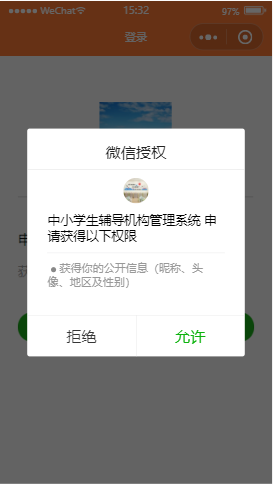 WeChat 15:32 97%
登录
微信授权
中小学生辅导机构管理系统 申
请获得以下权限
获得你的公开信息（昵称、头
像、地区及性别）
拒绝 允许